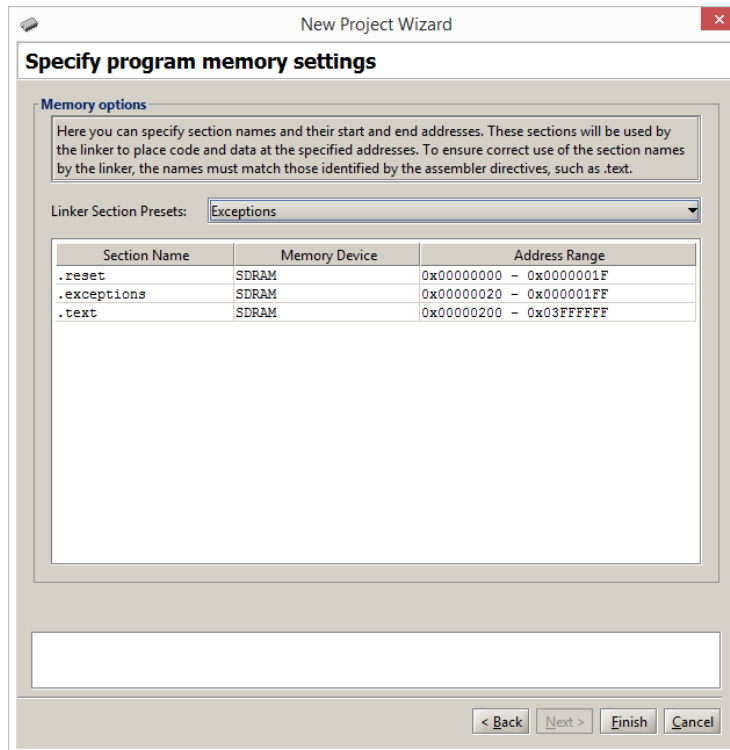 New Project Wizard
Specify program memory settings
Memory options
Here you can specify section names and their start and end addresses. These sections will be used by
the linker to place code and data at the specified addresses. To ensure correct use of the section names
by the linker, the names must match those identified by the assembler directives, such as .text.
Linker Section Presets: Exceptions
Section Name Memory Device Address Range
.reset SDRAM 0x00000000 - 0x0000001F
.exceptions SDRAM 0x00000020 - 0x000001FF
.text SDRAM 0x00000200 - 0x03FFFFFF
< Back Next > Finish Cancel